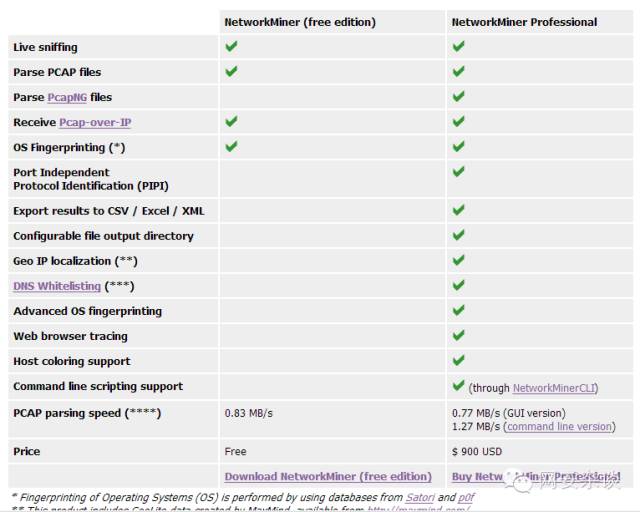 NetworkMiner (free edition) NetworkMiner Professional
Live sniffing
Parse PCAP files
Parse PcapNG files
Receive Pcap-over-IP
OS Fingerprinting (*)
Port Independent
Protocol Identification (PIPI)
Export results to CSV / Excel / XML
Configurable file output directory
Geo IP localization (**)
DNS Whitelisting (***)
Advanced OS fingerprinting
Web browser tracing
Host coloring support
Command line scripting support (through NetworkMinerCLI)
PCAP parsing speed (****) 0.83 MB/s 0.77 MB/s (GUI version)
1.27 MB/s (command line version)
Price Free $ 900 USD
Download NetworkMiner (free edition) Buy NetworkMiner Professional
* Fingerprinting of Operating Systems (OS) is performed by using databases from Satori and p0f
** This product includes GeoLite data created by MaxMind, available from http://maxmind.com/